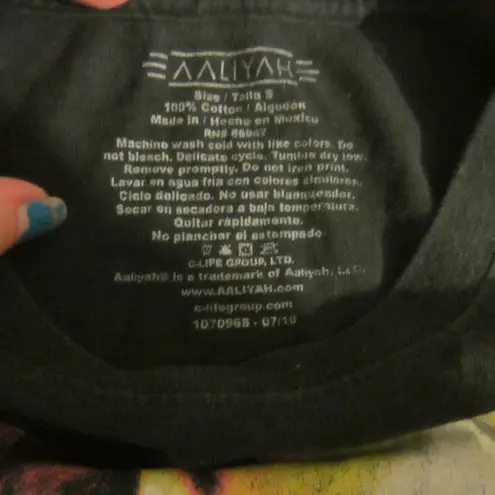 AALIYAH
Size / Talla S
100% Cotton / Algodón
Made in / Hecho en Mexico
RN# 86947
Machine wash cold with like colors. Do
not bleach. Delicate cycle. Tumble dry low.
Remove promptly. Do not iron print.
Lavar en agua fria con colores similares.
Ciclo delicado. No usar blanqueador.
Secar en secadora a baja temperatura.
Quitar rápidamente.
No planchar el estampado.
C-LIFE GROUP, LTD.
Aaliyah® is a trademark of Aaliyah, LLC.
www.AALIYAH.com
c-lifegroup.com
1070968 - 07/19